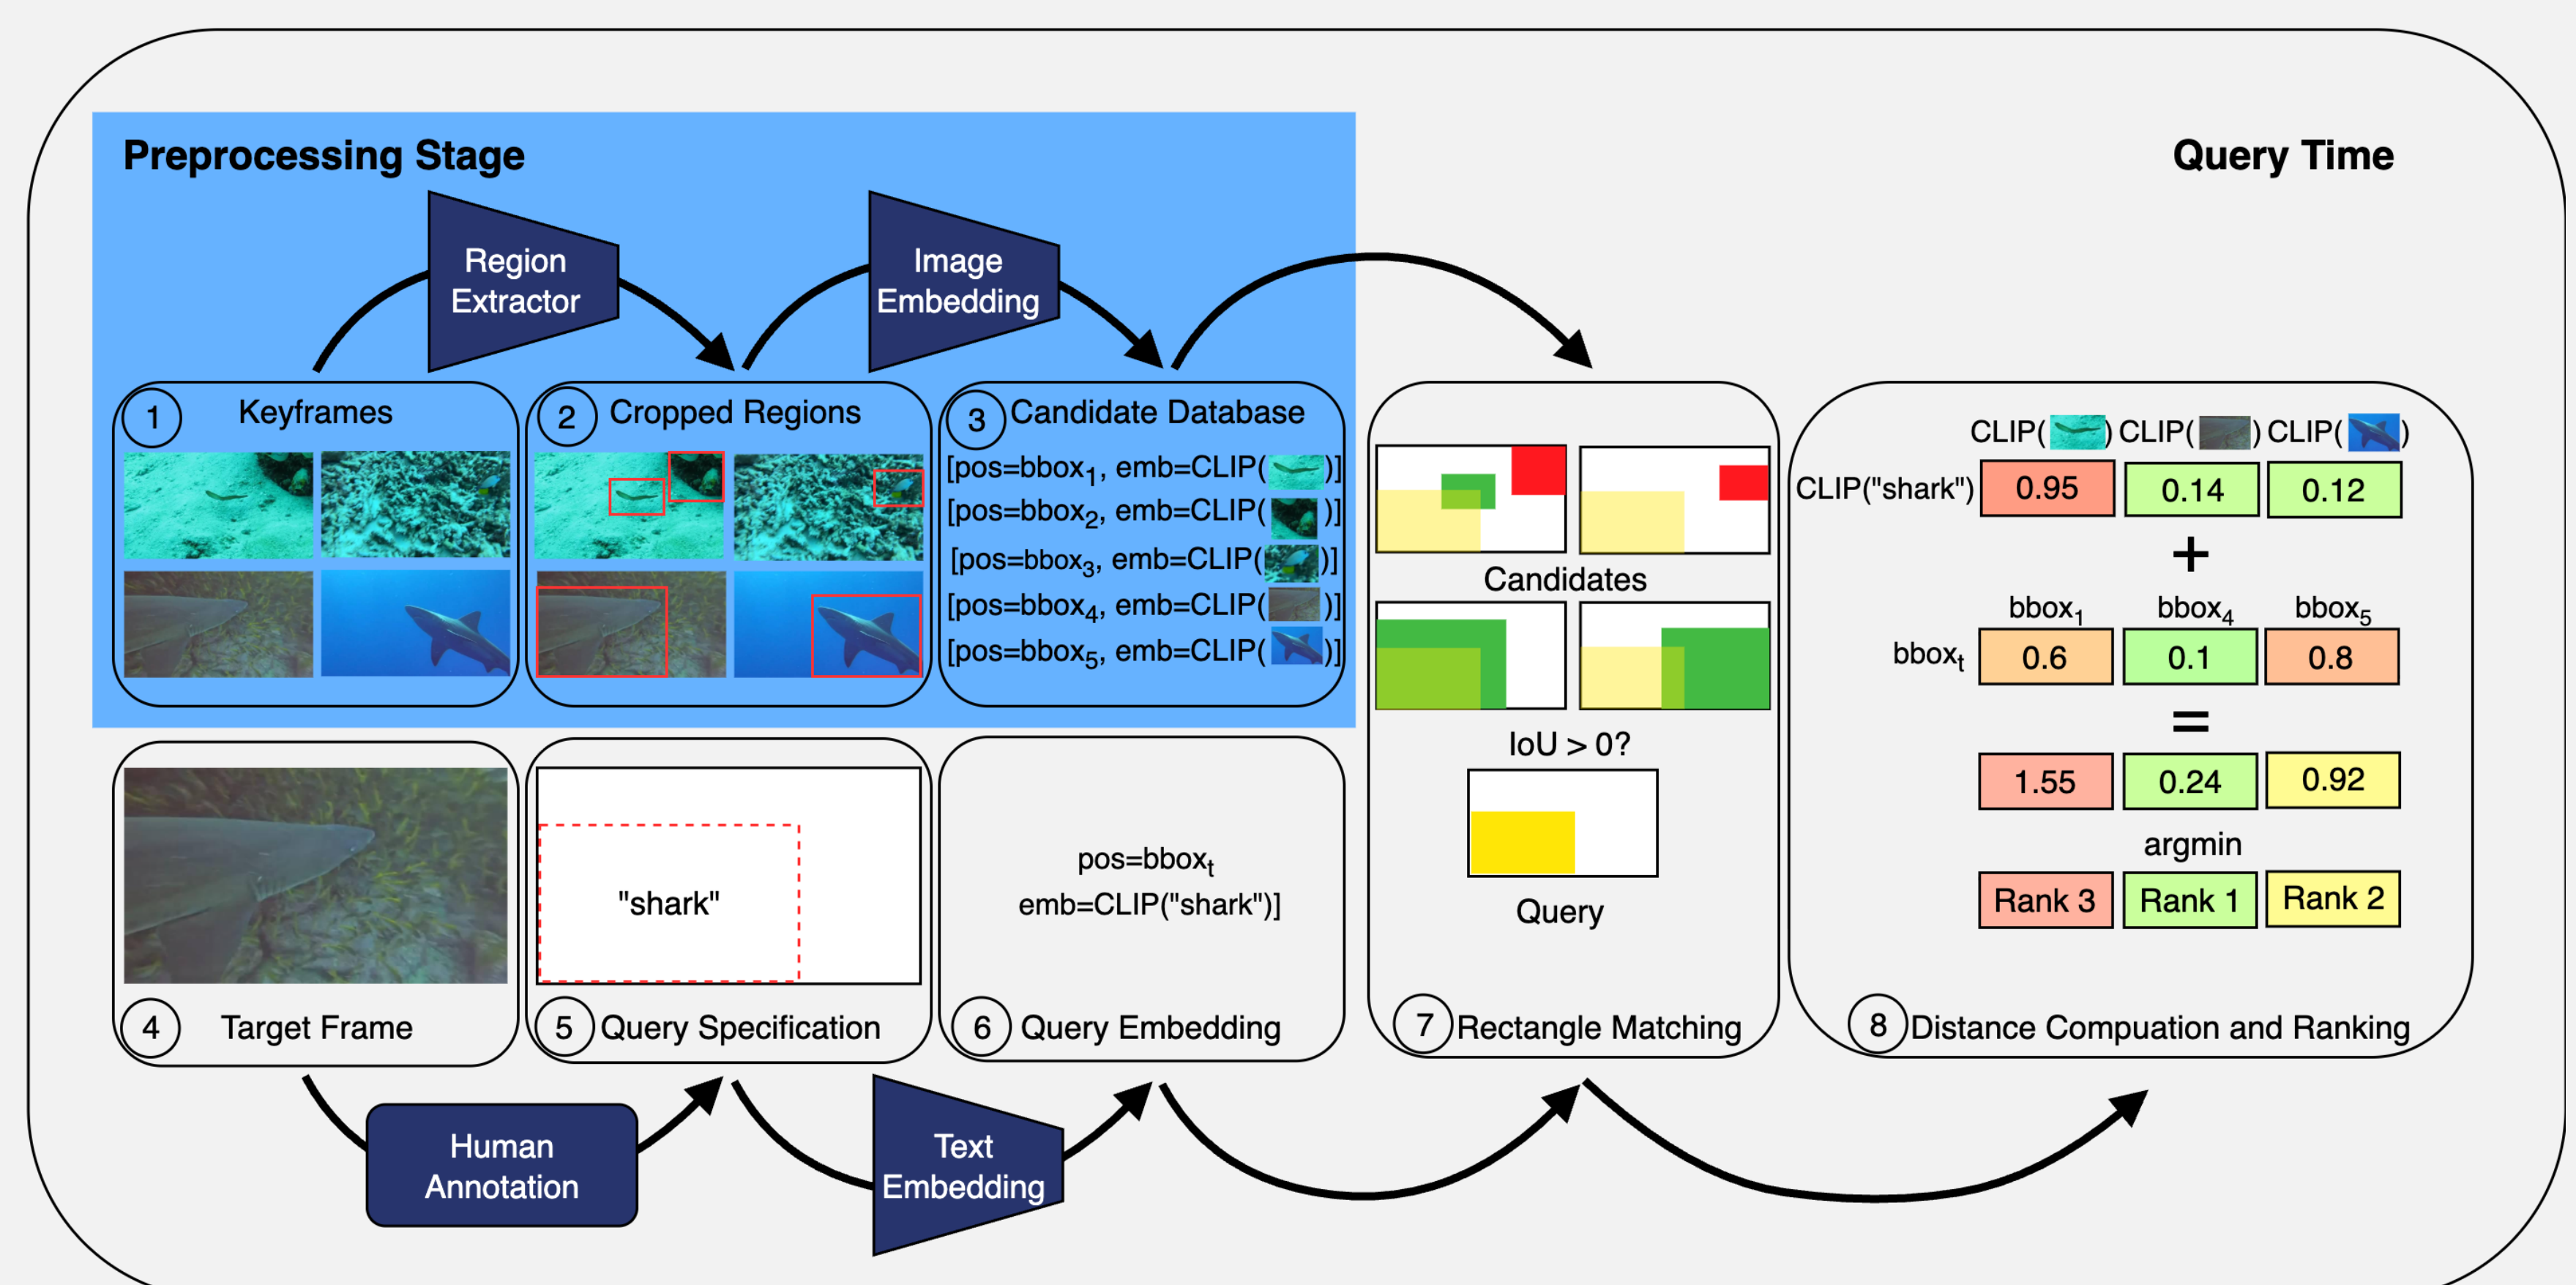 Preprocessing Stage
Query Time
Region
Extractor
Image
Embedding
1
Keyframes
2
Cropped Regions
3
Candidate Database
[pos=bbox1, emb=CLIP( )]
[pos=bbox2, emb=CLIP( )]
[pos=bbox3, emb=CLIP( )]
[pos=bbox4, emb=CLIP( )]
[pos=bbox5, emb=CLIP( )]
4
Target Frame
"shark"
5
Query Specification
pos=bboxt
emb=CLIP("shark")]
6
Query Embedding
Human
Annotation
Text
Embedding
Candidates
IoU > 0?
Query
7
Rectangle Matching
CLIP( ) CLIP( ) CLIP( )
CLIP("shark") 0.95 0.14 0.12
+
bbox1 bbox4 bbox5
bboxt 0.6 0.1 0.8
=
1.55 0.24 0.92
argmin
Rank 3 Rank 1 Rank 2
8
Distance Compuation and Ranking